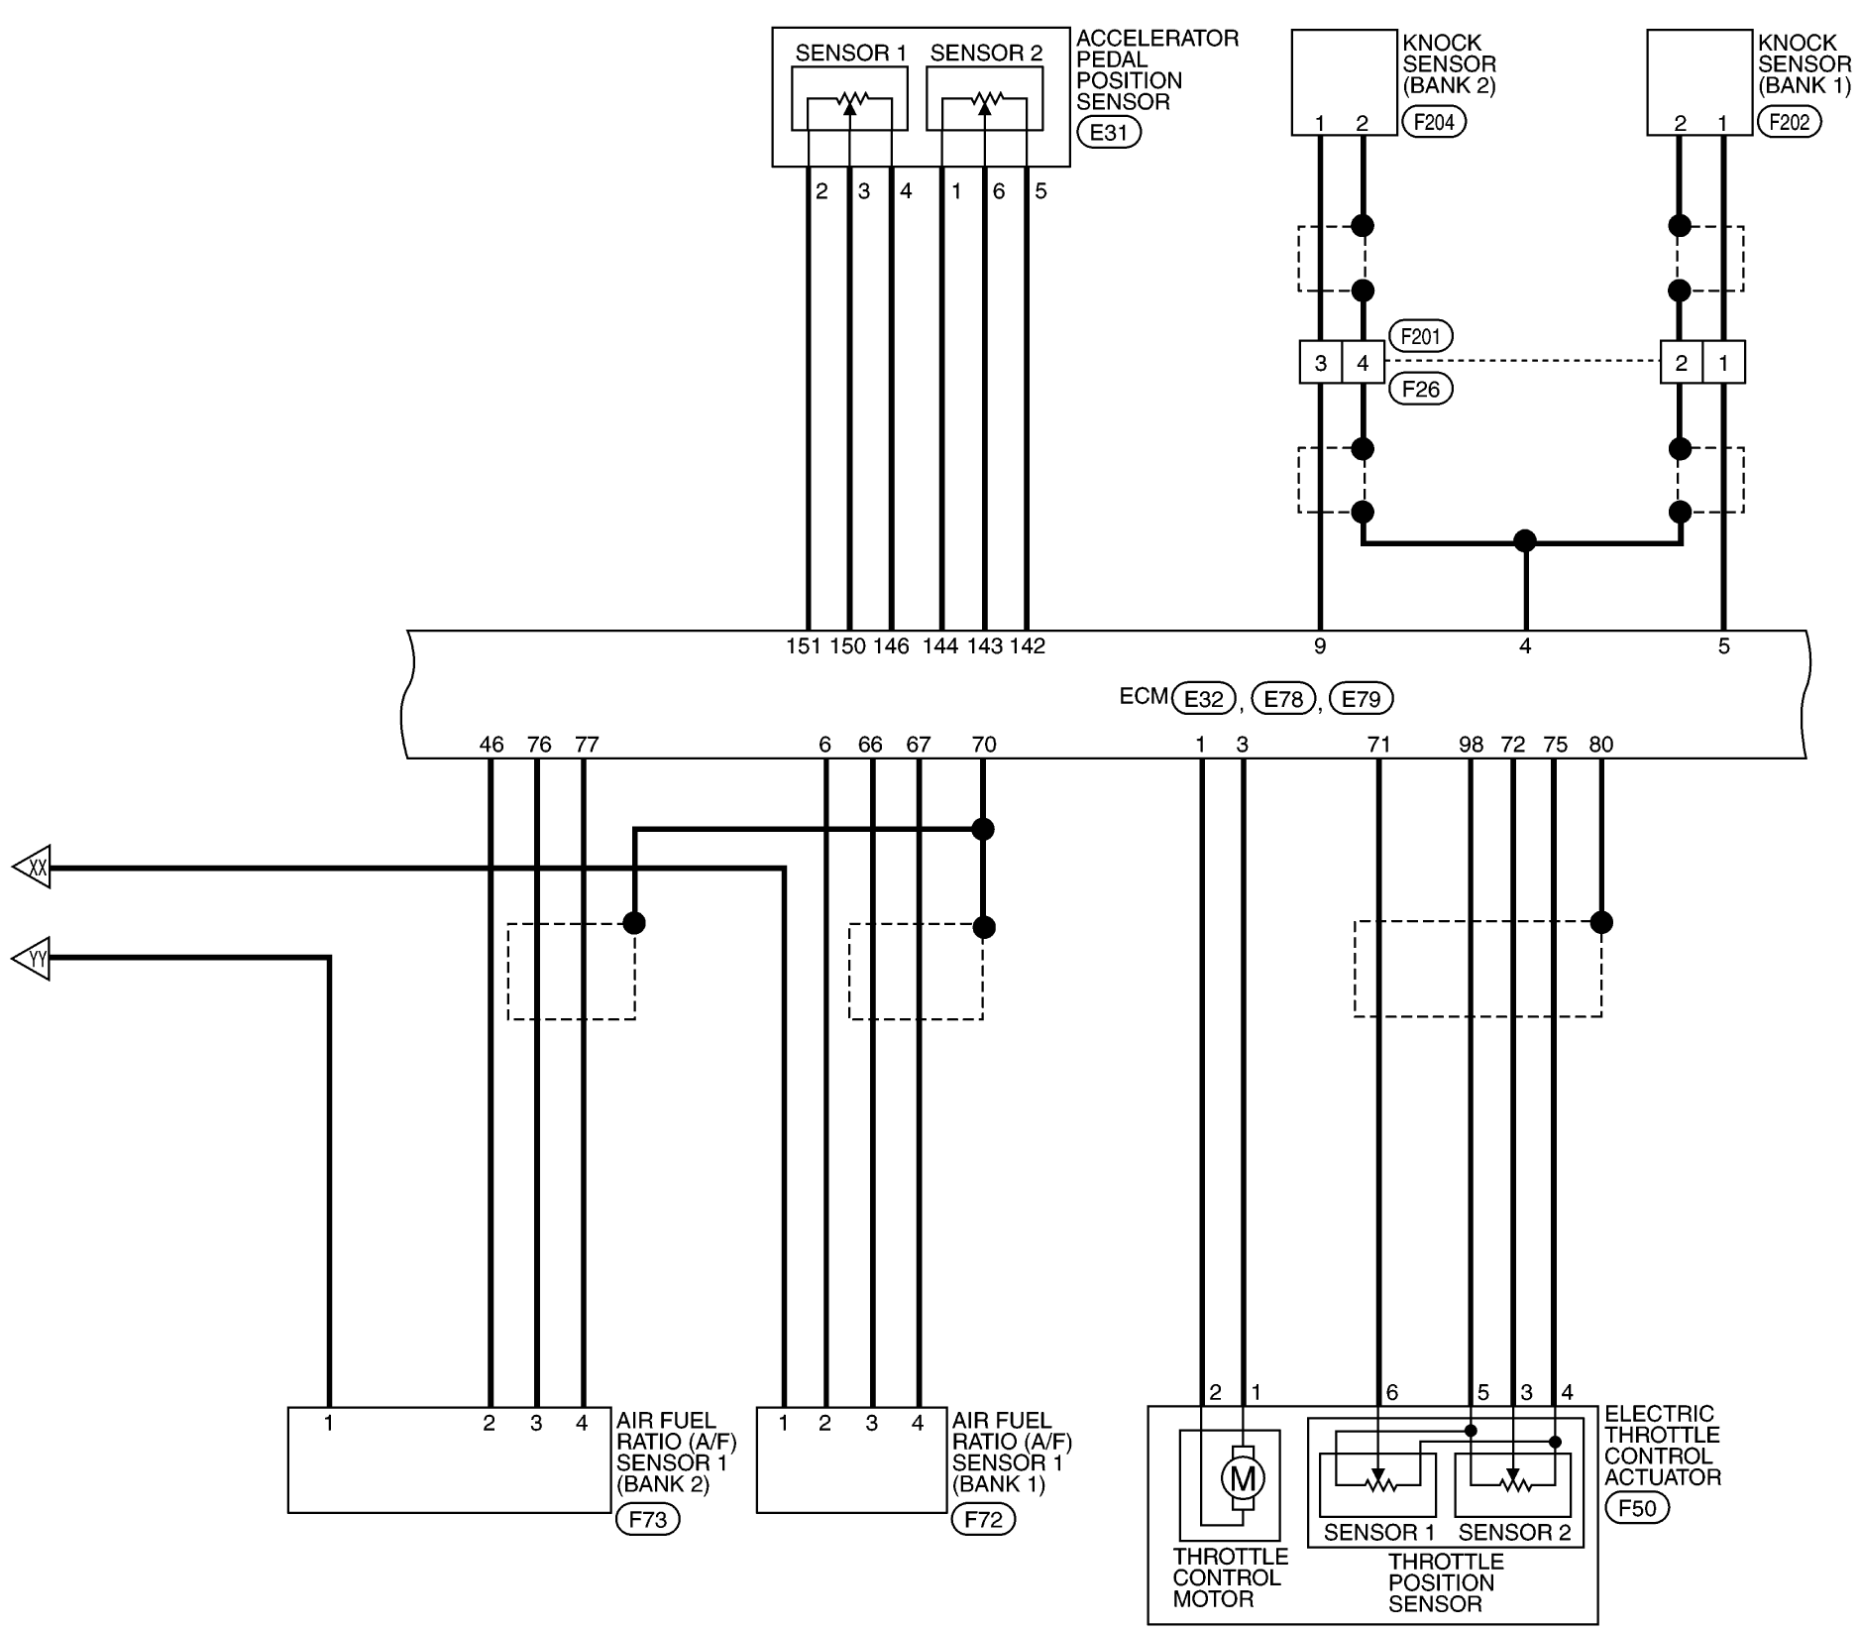 SENSOR 1 SENSOR 2
ACCELERATOR
PEDAL
POSITION
SENSOR
E31
2 3 4 1 6 5
KNOCK
SENSOR
(BANK 2)
F204
1 2
KNOCK
SENSOR
(BANK 1)
F202
2 1
F201
3 4
2 1
F26
151 150 146 144 143 142 9 4 5
ECM E32 , E78 , E79
46 76 77 6 66 67 70 1 3 71 98 72 75 80
XX
YY
1 2 3 4
AIR FUEL
RATIO (A/F)
SENSOR 1
(BANK 2)
F73
1 2 3 4
AIR FUEL
RATIO (A/F)
SENSOR 1
(BANK 1)
F72
2 1 6 5 3 4
ELECTRIC
THROTTLE
CONTROL
ACTUATOR
F50
M
SENSOR 1 SENSOR 2
THROTTLE
CONTROL
MOTOR
THROTTLE
POSITION
SENSOR